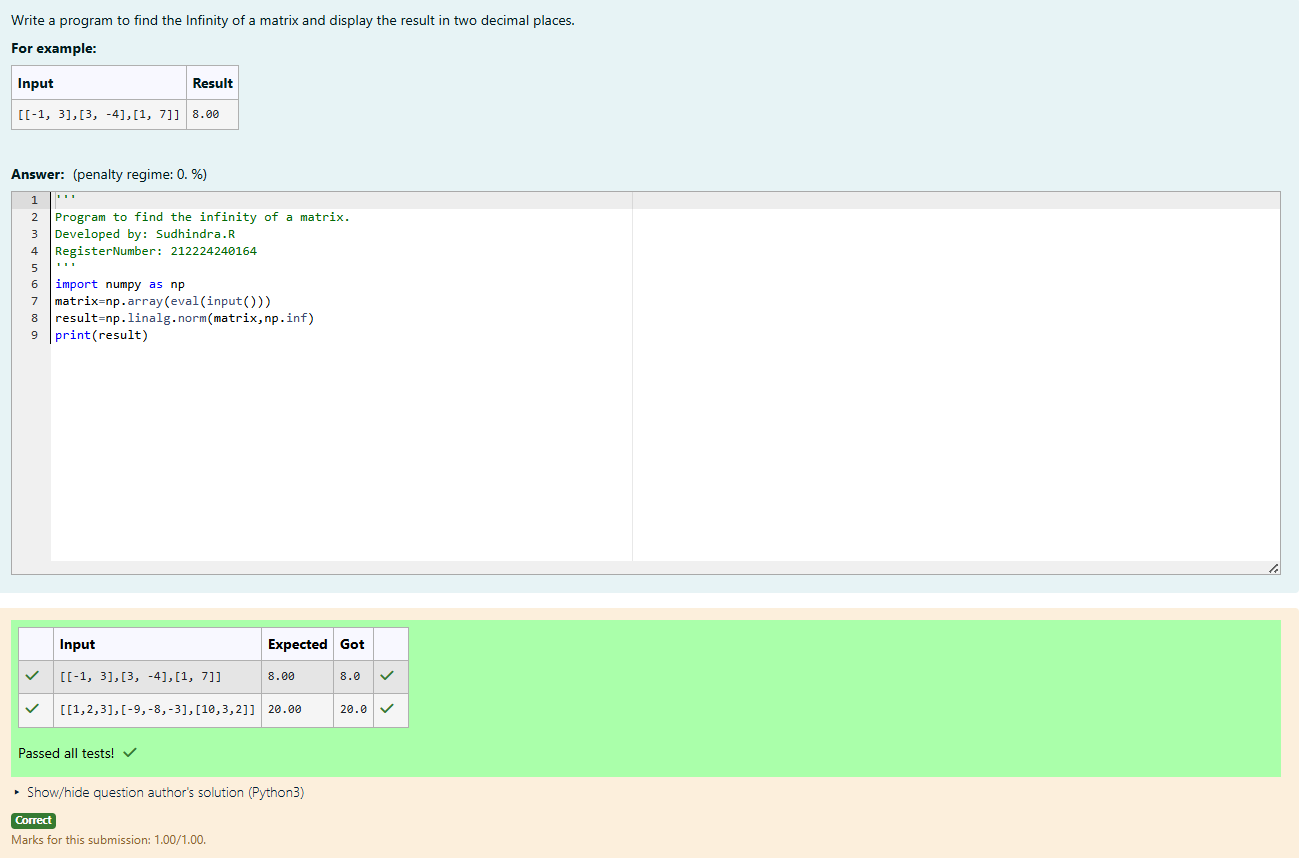 Write a program to find the Infinity of a matrix and display the result in two decimal places.
For example:
Input Result
[[-1, 3],[3, -4],[1, 7]] 8.00
Answer: (penalty regime: 0. %)
1 '''
2 Program to find the infinity of a matrix.
3 Developed by: Sudhindra.R
4 RegisterNumber: 212224240164
5 '''
6 import numpy as np
7 matrix=np.array(eval(input()))
8 result=np.linalg.norm(matrix,np.inf)
9 print(result)
Input Expected Got
[[-1, 3],[3, -4],[1, 7]] 8.00 8.0
[[1,2,3],[-9,-8,-3],[10,3,2]] 20.00 20.0
Passed all tests!
Show/hide question author's solution (Python3)
Correct
Marks for this submission: 1.00/1.00.